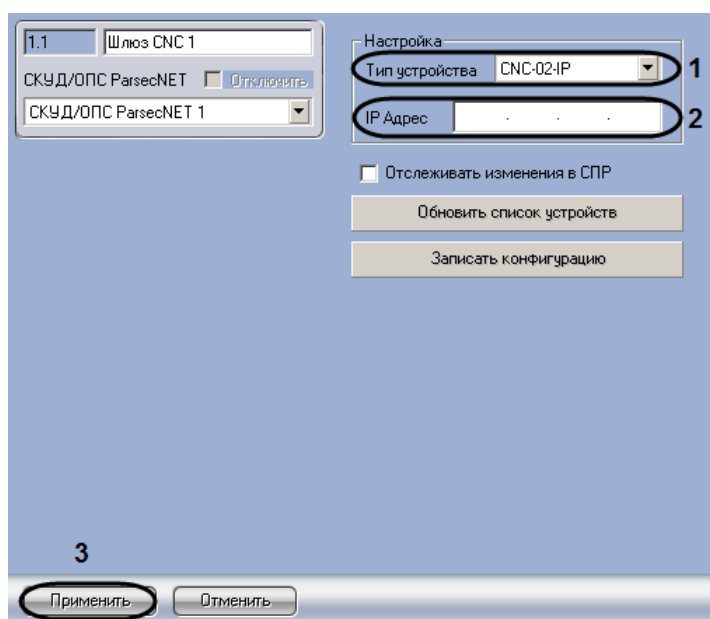 1.1 Шлюз CNC 1
СКУД/ОПС ParsecNET Отключить
СКУД/ОПС ParsecNET 1
Настройка
Тип устройства CNC-02-IP 1
IP Адрес . . . 2
Отслеживать изменения в СПР
Обновить список устройств
Записать конфигурацию
3
Применить Отменить